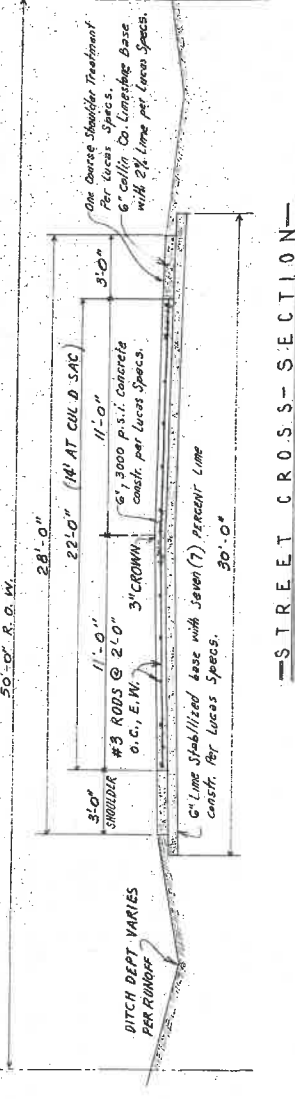 50'-0" R.O.W.
28'-0"
22'-0" (14' AT CUL D SAC)
3'-0"
SHOULDER
11'-0"
11'-0"
3'-0"
#3 RODS @ 2'-0"
O.C., E.W.
3" CROWN
6", 3000 p.s.i. Concrete
constr. per Lucas Specs.
One Course Shoulder Treatment
Per Lucas Specs.
6" Collin Co. Limestone Base
with 2% Lime per Lucas Specs.
DITCH DEPT VARIES
PER RUNOFF
6" Lime Stabilized base with Seven (7) PERCENT Lime
constr. Per Lucas Specs.
30'-0"
STREET CROSS-SECTION